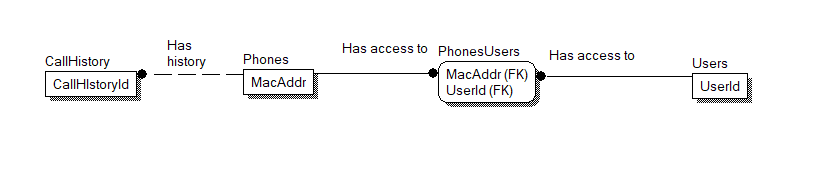 CallHistory
CallHIstoryId
Has
history
Phones
MacAddr
Has access to
PhonesUsers
MacAddr (FK)
UserId (FK)
Has access to
Users
UserId